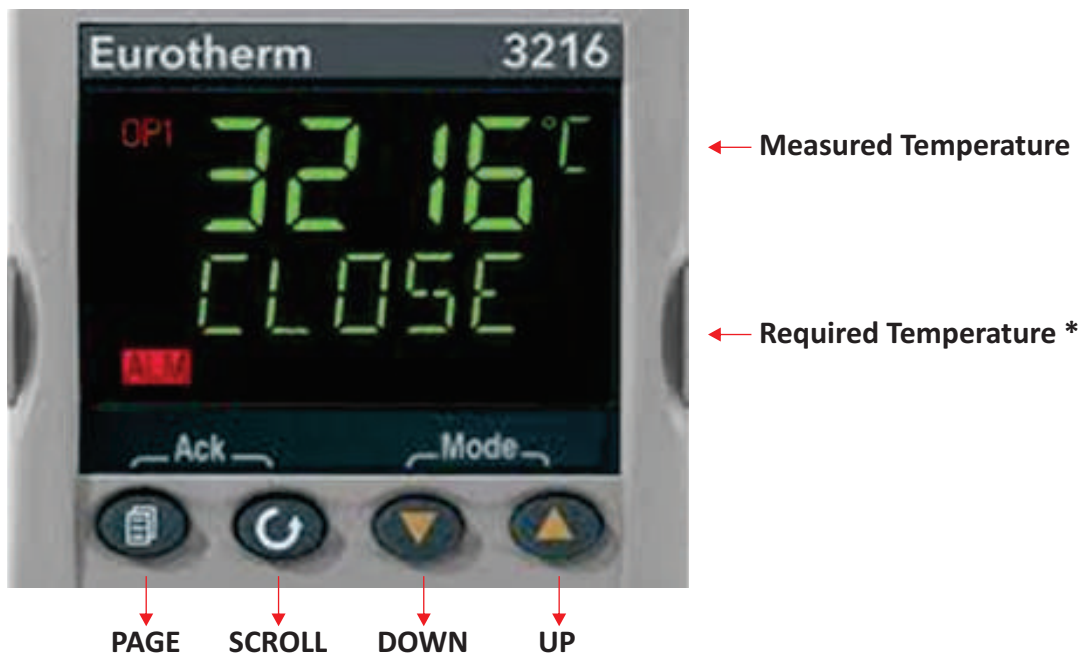 Eurotherm 3216
OP1 3216 °C
Measured Temperature
CLOSE
Required Temperature *
ALM
Ack Mode
PAGE SCROLL DOWN UP